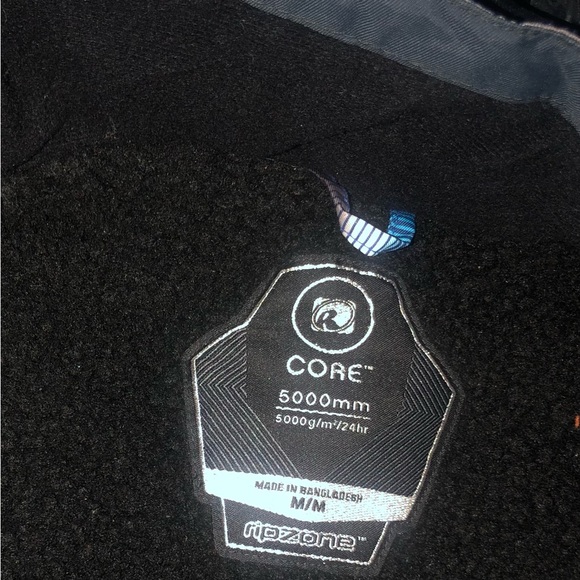 R
CORE™
5000mm
5000g/m²/24hr
MADE IN BANGLADESH
M/M
ripzone™